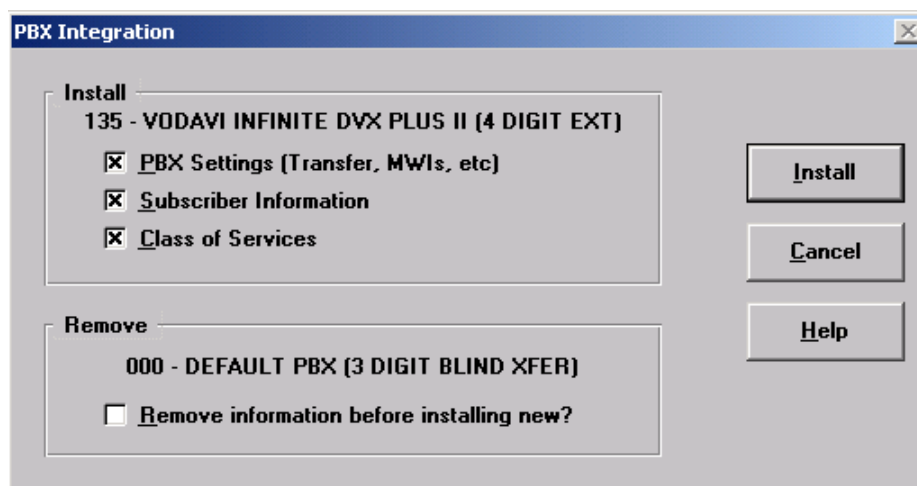 PBX Integration
Install
135 - VODAVI INFINITE DVX PLUS II (4 DIGIT EXT)
PBX Settings (Transfer, MWIs, etc)
Subscriber Information
Class of Services
Install
Cancel
Help
Remove
000 - DEFAULT PBX (3 DIGIT BLIND XFER)
Remove information before installing new?